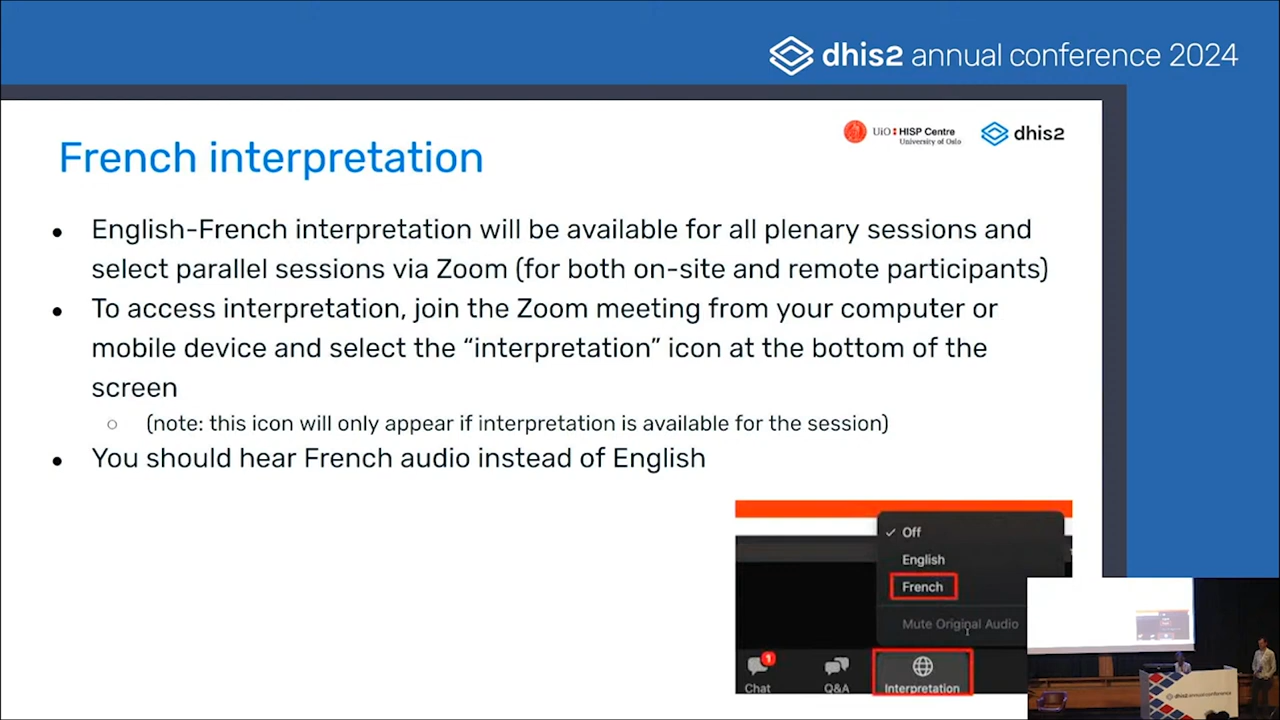 dhis2 annual conference 2024
UiO HISP Centre
University of Oslo
dhis2
French interpretation
● English-French interpretation will be available for all plenary sessions and
select parallel sessions via Zoom (for both on-site and remote participants)
● To access interpretation, join the Zoom meeting from your computer or
mobile device and select the “interpretation” icon at the bottom of the
screen
○ (note: this icon will only appear if interpretation is available for the session)
● You should hear French audio instead of English
✓ Off
English
French
Mute Original Audio
1
Chat
Q&A
Interpretation
dhis2 annual conference